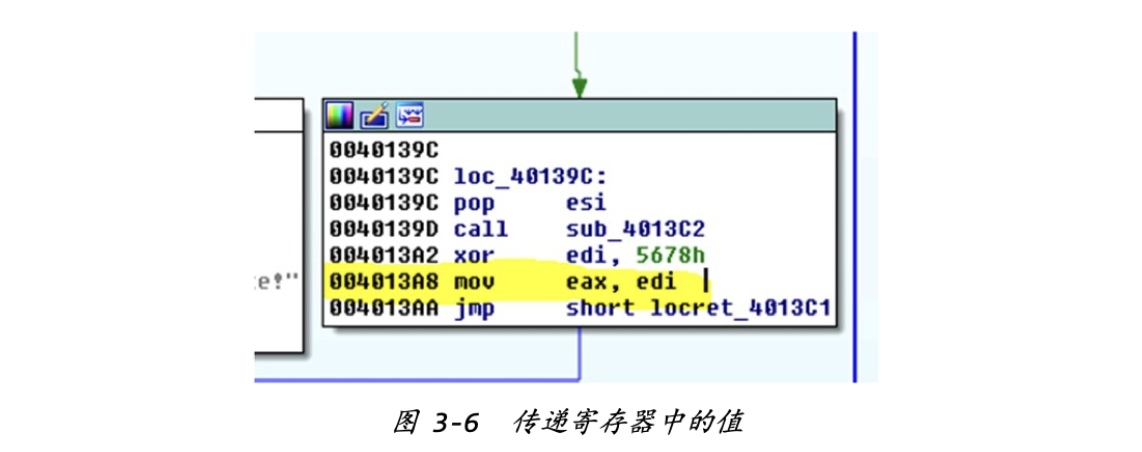 0040139C
0040139C loc_40139C:
0040139C pop esi
0040139D call sub_4013C2
004013A2 xor edi, 5678h
e!" 004013A8 mov eax, edi
004013AA jmp short locret_4013C1
图 3-6 传递寄存器中的值